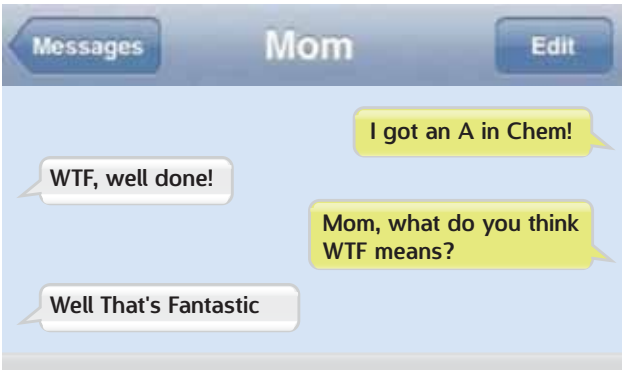 Messages
Mom
Edit
I got an A in Chem!
WTF, well done!
Mom, what do you think
WTF means?
Well That's Fantastic